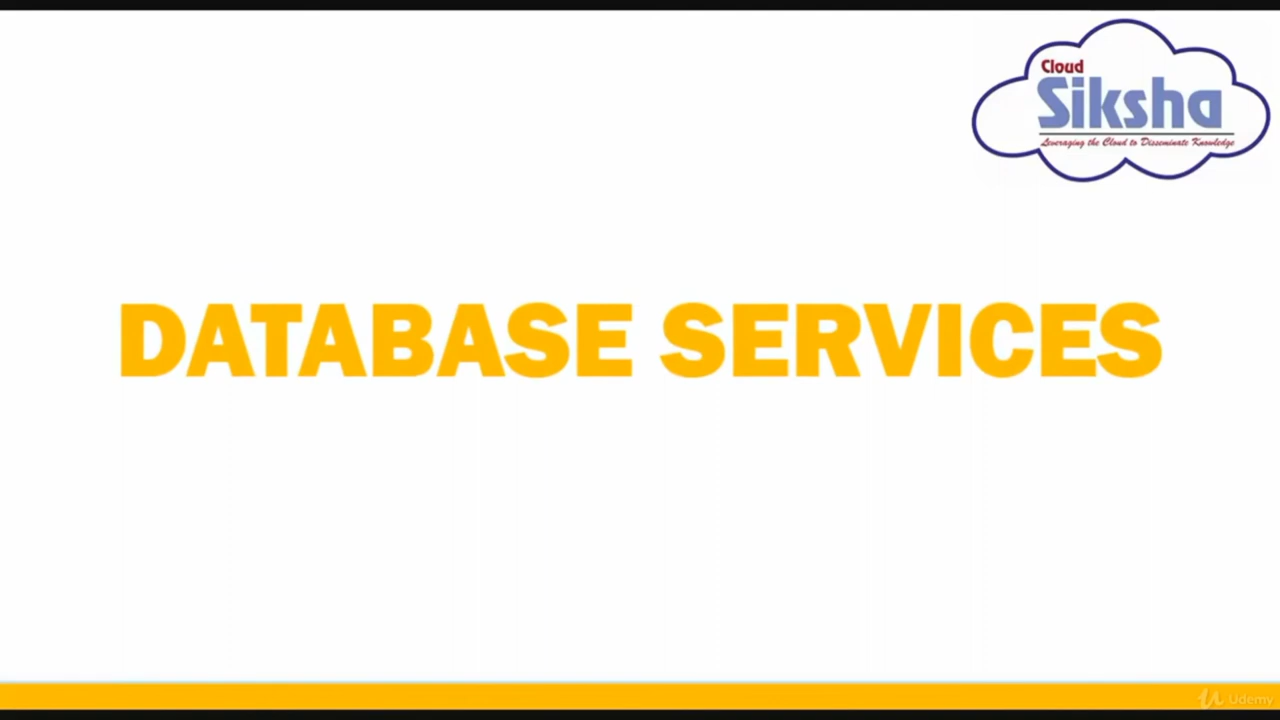 Cloud
Siksha
Leveraging the Cloud to Disseminate Knowledge
DATABASE SERVICES
Udemy